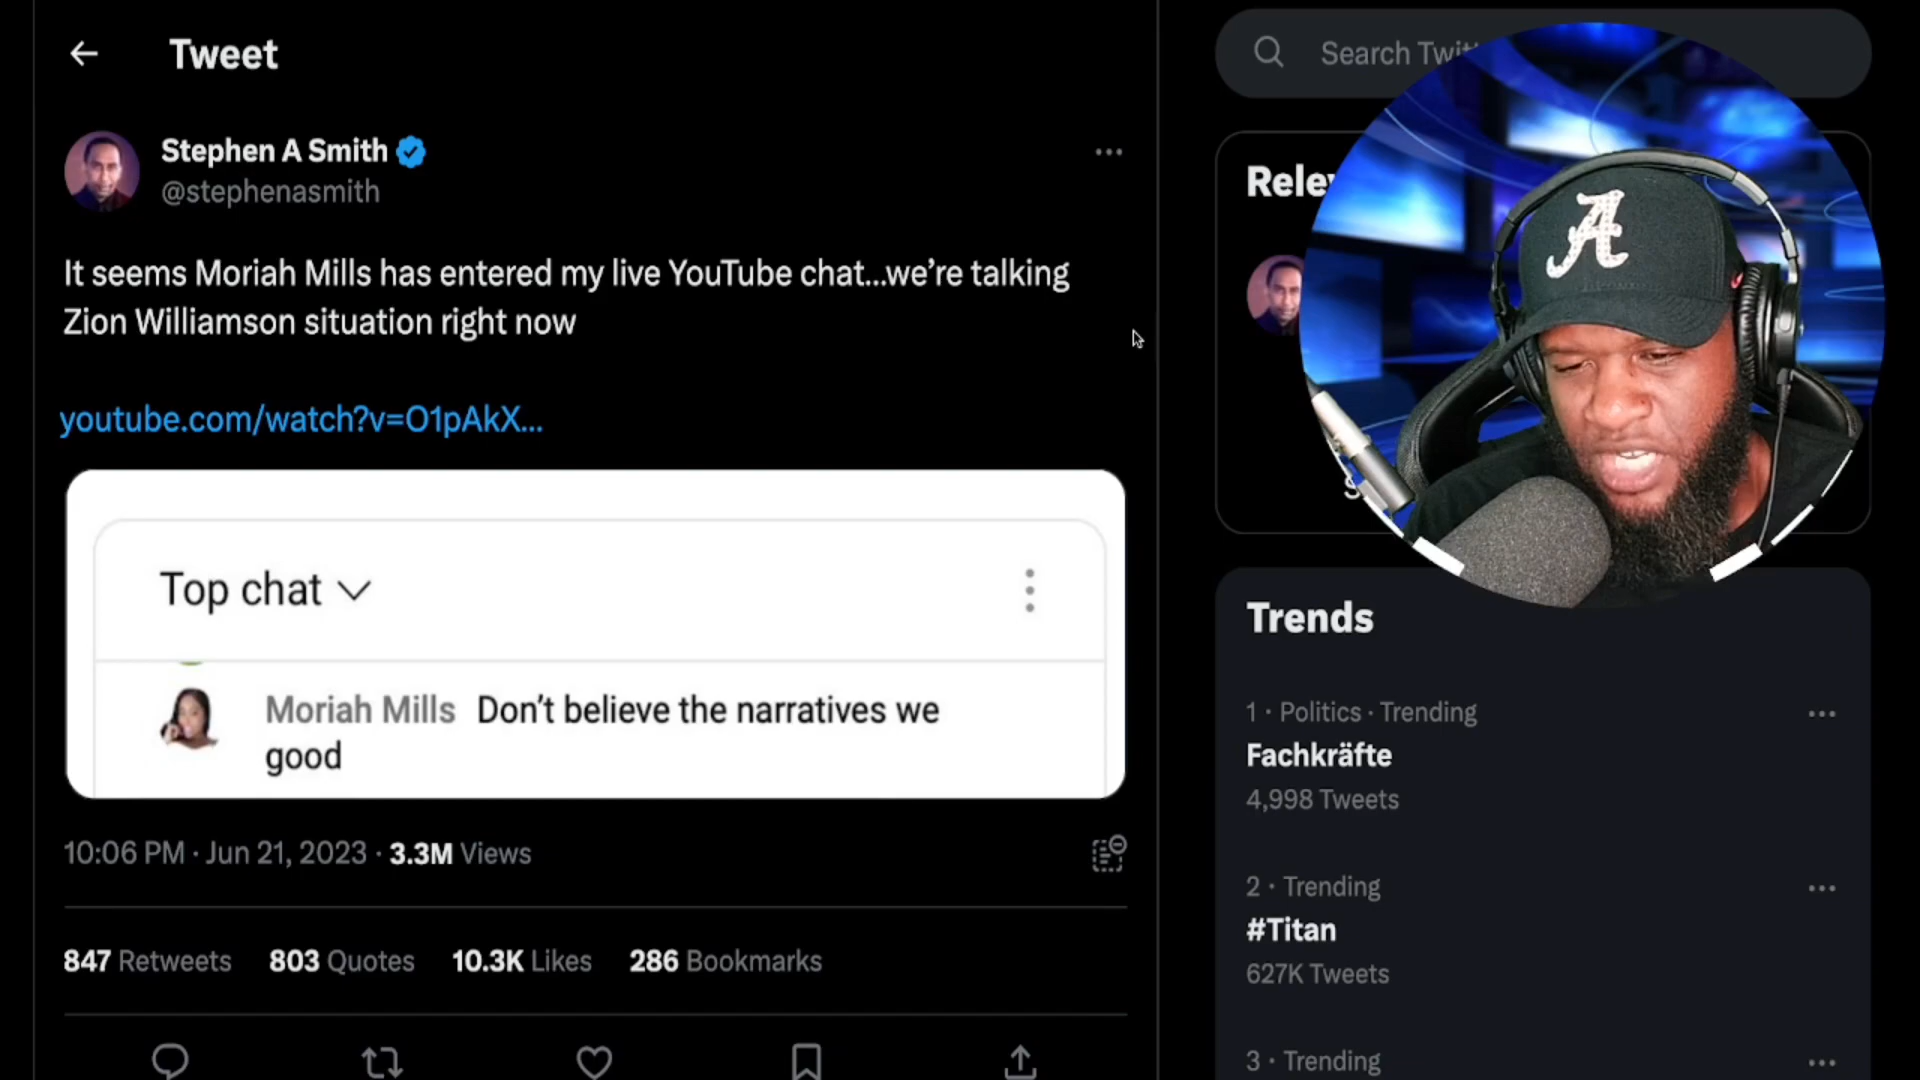 Tweet
Search Twit
Stephen A Smith
@stephenasmith
It seems Moriah Mills has entered my live YouTube chat...we're talking
Zion Williamson situation right now
youtube.com/watch?v=O1pAkX...
Top chat
Moriah Mills Don't believe the narratives we
good
10:06 PM · Jun 21, 2023 · 3.3M Views
847 Retweets 803 Quotes 10.3K Likes 286 Bookmarks
Rele
A
Trends
1 · Politics · Trending
Fachkräfte
4,998 Tweets
2 · Trending
#Titan
627K Tweets
3 · Trending